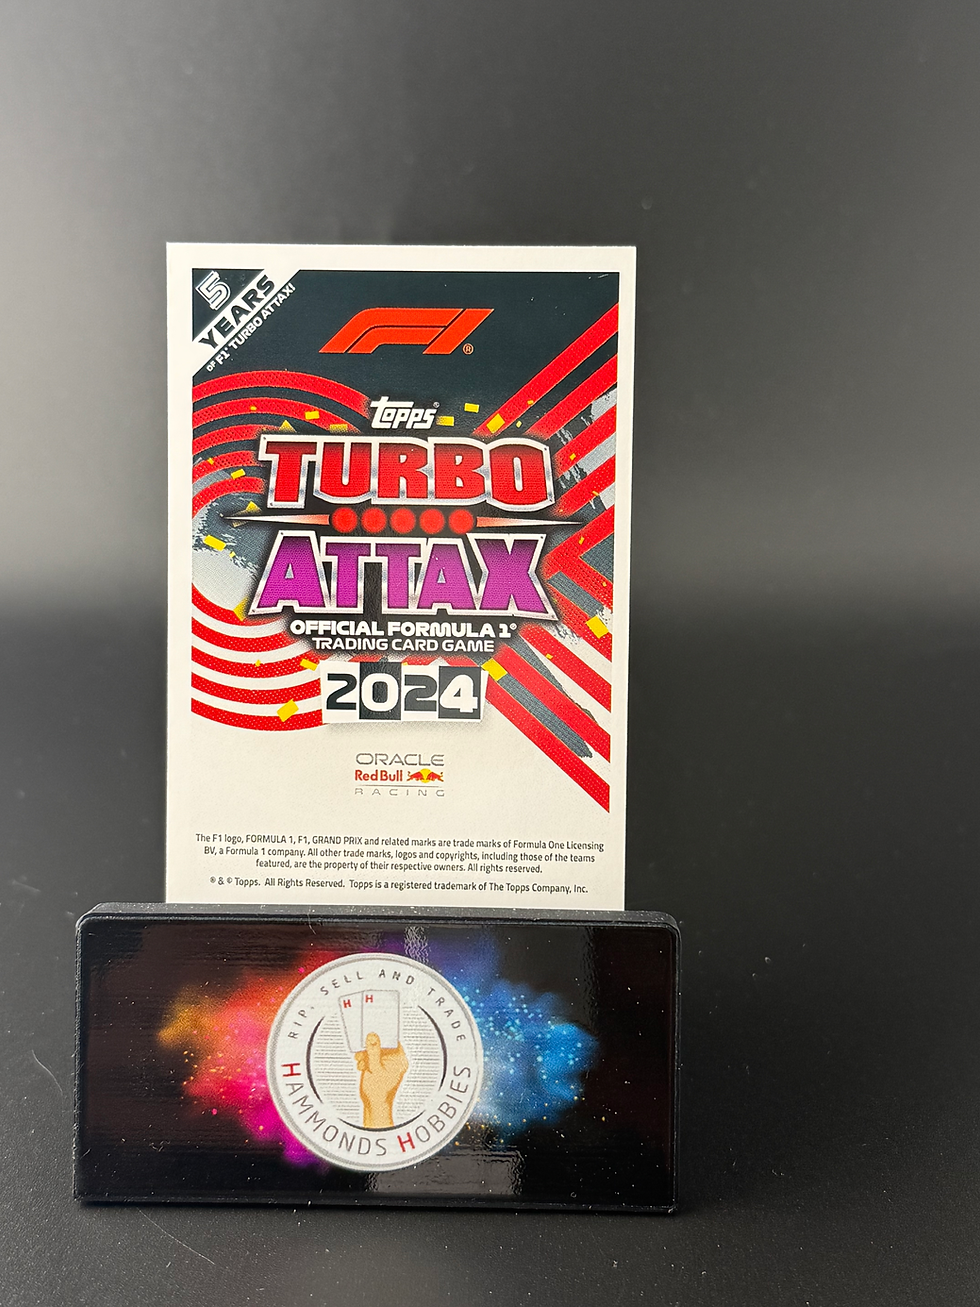 5
YEARS
OF F1® TURBO ATTAX!
F1®
Topps®
TURBO
ATTAX
OFFICIAL FORMULA 1®
TRADING CARD GAME
2024
ORACLE
Red Bull
RACING
The F1 logo, FORMULA 1, F1, GRAND PRIX and related marks are trade marks of Formula One Licensing
BV, a Formula 1 company. All other trade marks, logos and copyrights, including those of the teams
featured, are the property of their respective owners. All rights reserved.
® & © Topps. All Rights Reserved. Topps is a registered trademark of The Topps Company, Inc.
RIP, SELL AND TRADE
H H
HAMMONDS HOBBIES